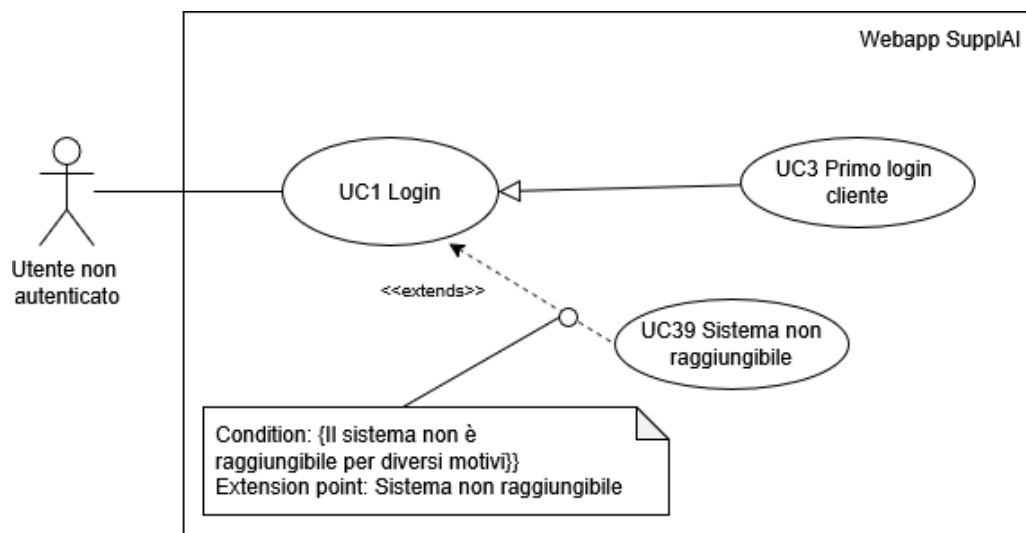 Webapp SupplAI
UC3 Primo login
cliente
UC1 Login
Utente non
autenticato
<<extends>>
UC39 Sistema non
raggiungibile
Condition: {Il sistema non è
raggiungibile per diversi motivi}}
Extension point: Sistema non raggiungibile